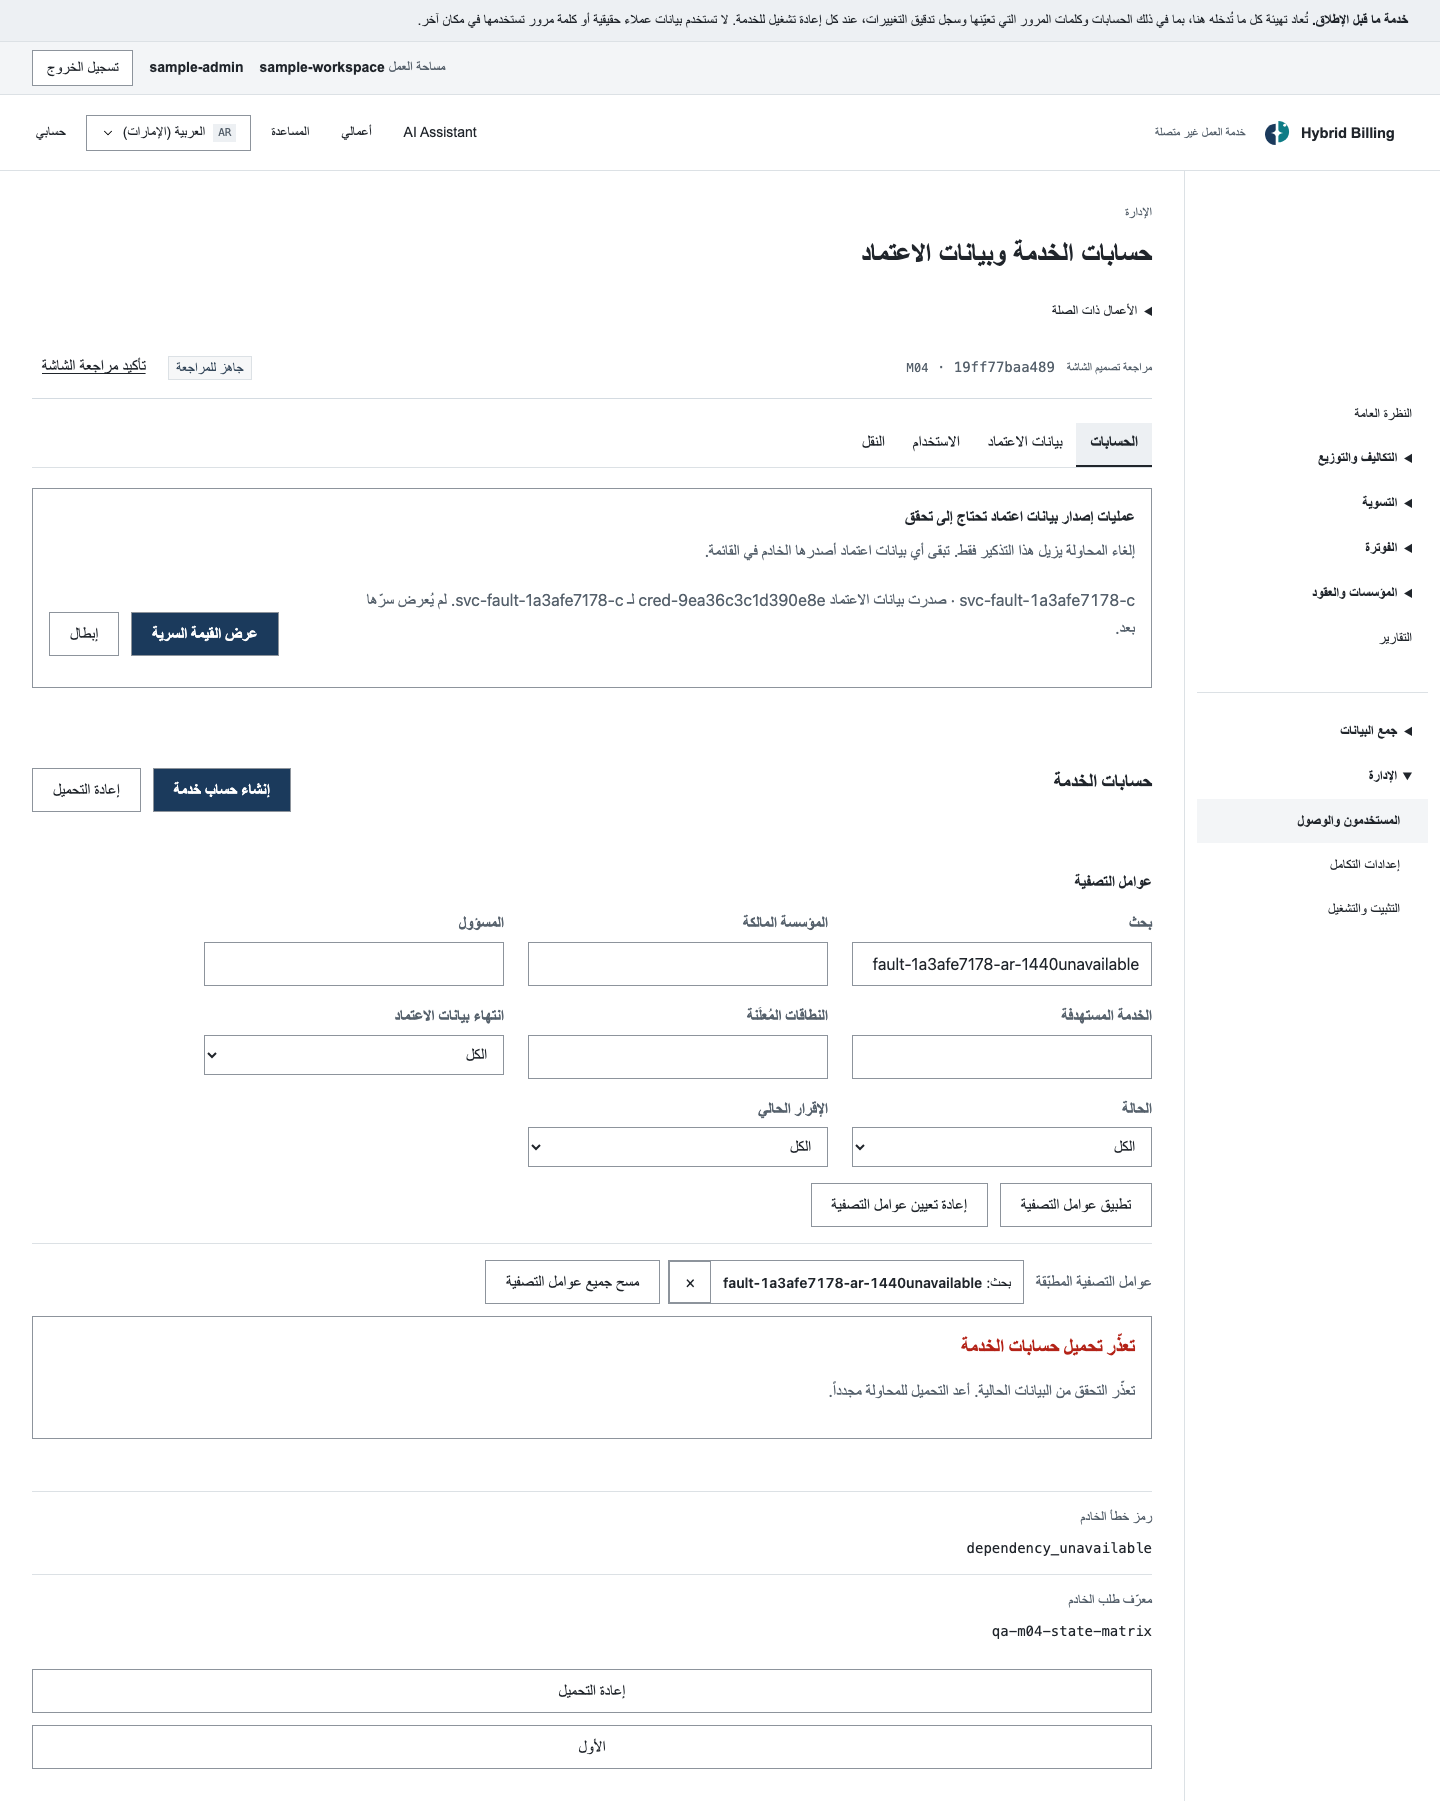 خدمة ما قبل الإطلاق. تُعاد تهيئة كل ما تُدخله هنا، بما في ذلك الحسابات وكلمات المرور التي تعيّنها وسجل تدقيق التغييرات، عند كل إعادة تشغيل للخدمة. لا تستخدم بيانات عملاء حقيقية أو كلمة مرور تستخدمها في مكان آخر.
مساحة العمل sample-workspace sample-admin تسجيل الخروج
Hybrid Billing خدمة العمل غير متصلة AI Assistant أعمالي المساعدة AR العربية (الإمارات) حسابي
الإدارة
حسابات الخدمة وبيانات الاعتماد
الأعمال ذات الصلة
مراجعة تصميم الشاشة M04 · 19ff77baa489 جاهز للمراجعة تأكيد مراجعة الشاشة
النظرة العامة
التكاليف والتوزيع
التسوية
الفوترة
المؤسسات والعقود
التقارير
جمع البيانات
الإدارة
المستخدمون والوصول
إعدادات التكامل
التثبيت والتشغيل
الحسابات بيانات الاعتماد الاستخدام النقل
عمليات إصدار بيانات اعتماد تحتاج إلى تحقق
إلغاء المحاولة يزيل هذا التذكير فقط. تبقى أي بيانات اعتماد أصدرها الخادم في القائمة.
svc-fault-1a3afe7178-c · صدرت بيانات الاعتماد cred-9ea36c3c1d390e8e لـ svc-fault-1a3afe7178-c. لم يُعرض سرّها
بعد.
عرض القيمة السرية إبطال
حسابات الخدمة إنشاء حساب خدمة إعادة التحميل
عوامل التصفية
بحث المؤسسة المالكة المسؤول
fault-1a3afe7178-ar-1440unavailable
الخدمة المستهدفة النطاقات المُعلَنة انتهاء بيانات الاعتماد
الكل
الحالة الإقرار الحالي
الكل الكل
تطبيق عوامل التصفية إعادة تعيين عوامل التصفية
عوامل التصفية المطبّقة بحث: fault-1a3afe7178-ar-1440unavailable × مسح جميع عوامل التصفية
تعذّر تحميل حسابات الخدمة
تعذّر التحقق من البيانات الحالية. أعد التحميل للمحاولة مجدداً.
رمز خطأ الخادم
dependency_unavailable
معرّف طلب الخادم
qa-m04-state-matrix
إعادة التحميل
الأول